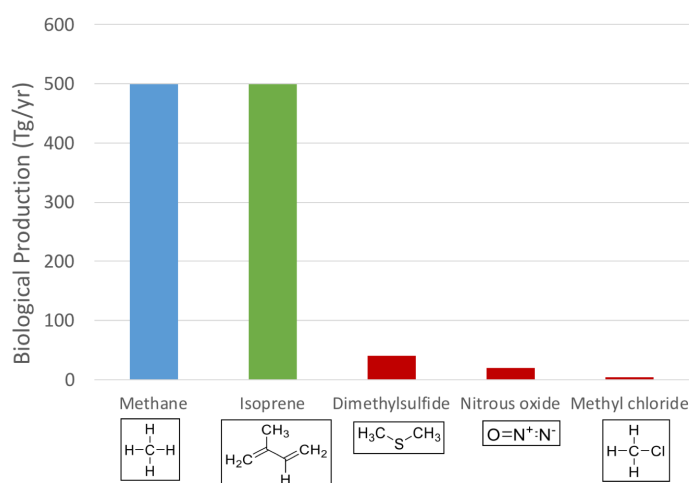 600
500
400
300
200
100
0
Biological Production (Tg/yr)
Methane Isoprene Dimethylsulfide Nitrous oxide Methyl chloride
H
H–C–H
H
CH₃
H₂C CH₂
H
H₃C S CH₃
O=N⁺:N⁻
H
H–C–Cl
H